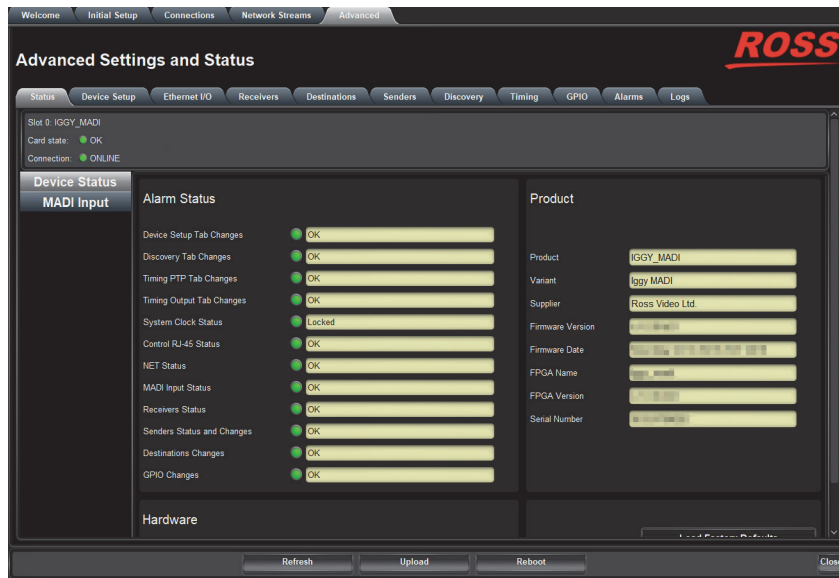 Welcome Initial Setup Connections Network Streams Advanced
Advanced Settings and Status
ROSS
Status Device Setup Ethernet I/O Receivers Destinations Senders Discovery Timing GPIO Alarms Logs
Slot 0: IGGY_MADI
Card state: OK
Connection: ONLINE
Device Status
MADI Input
Alarm Status
Device Setup Tab Changes OK
Discovery Tab Changes OK
Timing PTP Tab Changes OK
Timing Output Tab Changes OK
System Clock Status Locked
Control RJ-45 Status OK
NET Status OK
MADI Input Status OK
Receivers Status OK
Senders Status and Changes OK
Destinations Changes OK
GPIO Changes OK
Product
Product IGGY_MADI
Variant Iggy MADI
Supplier Ross Video Ltd.
Firmware Version
Firmware Date
FPGA Name
FPGA Version
Serial Number
Hardware
Load Factory Defaults
Refresh Upload Reboot Close